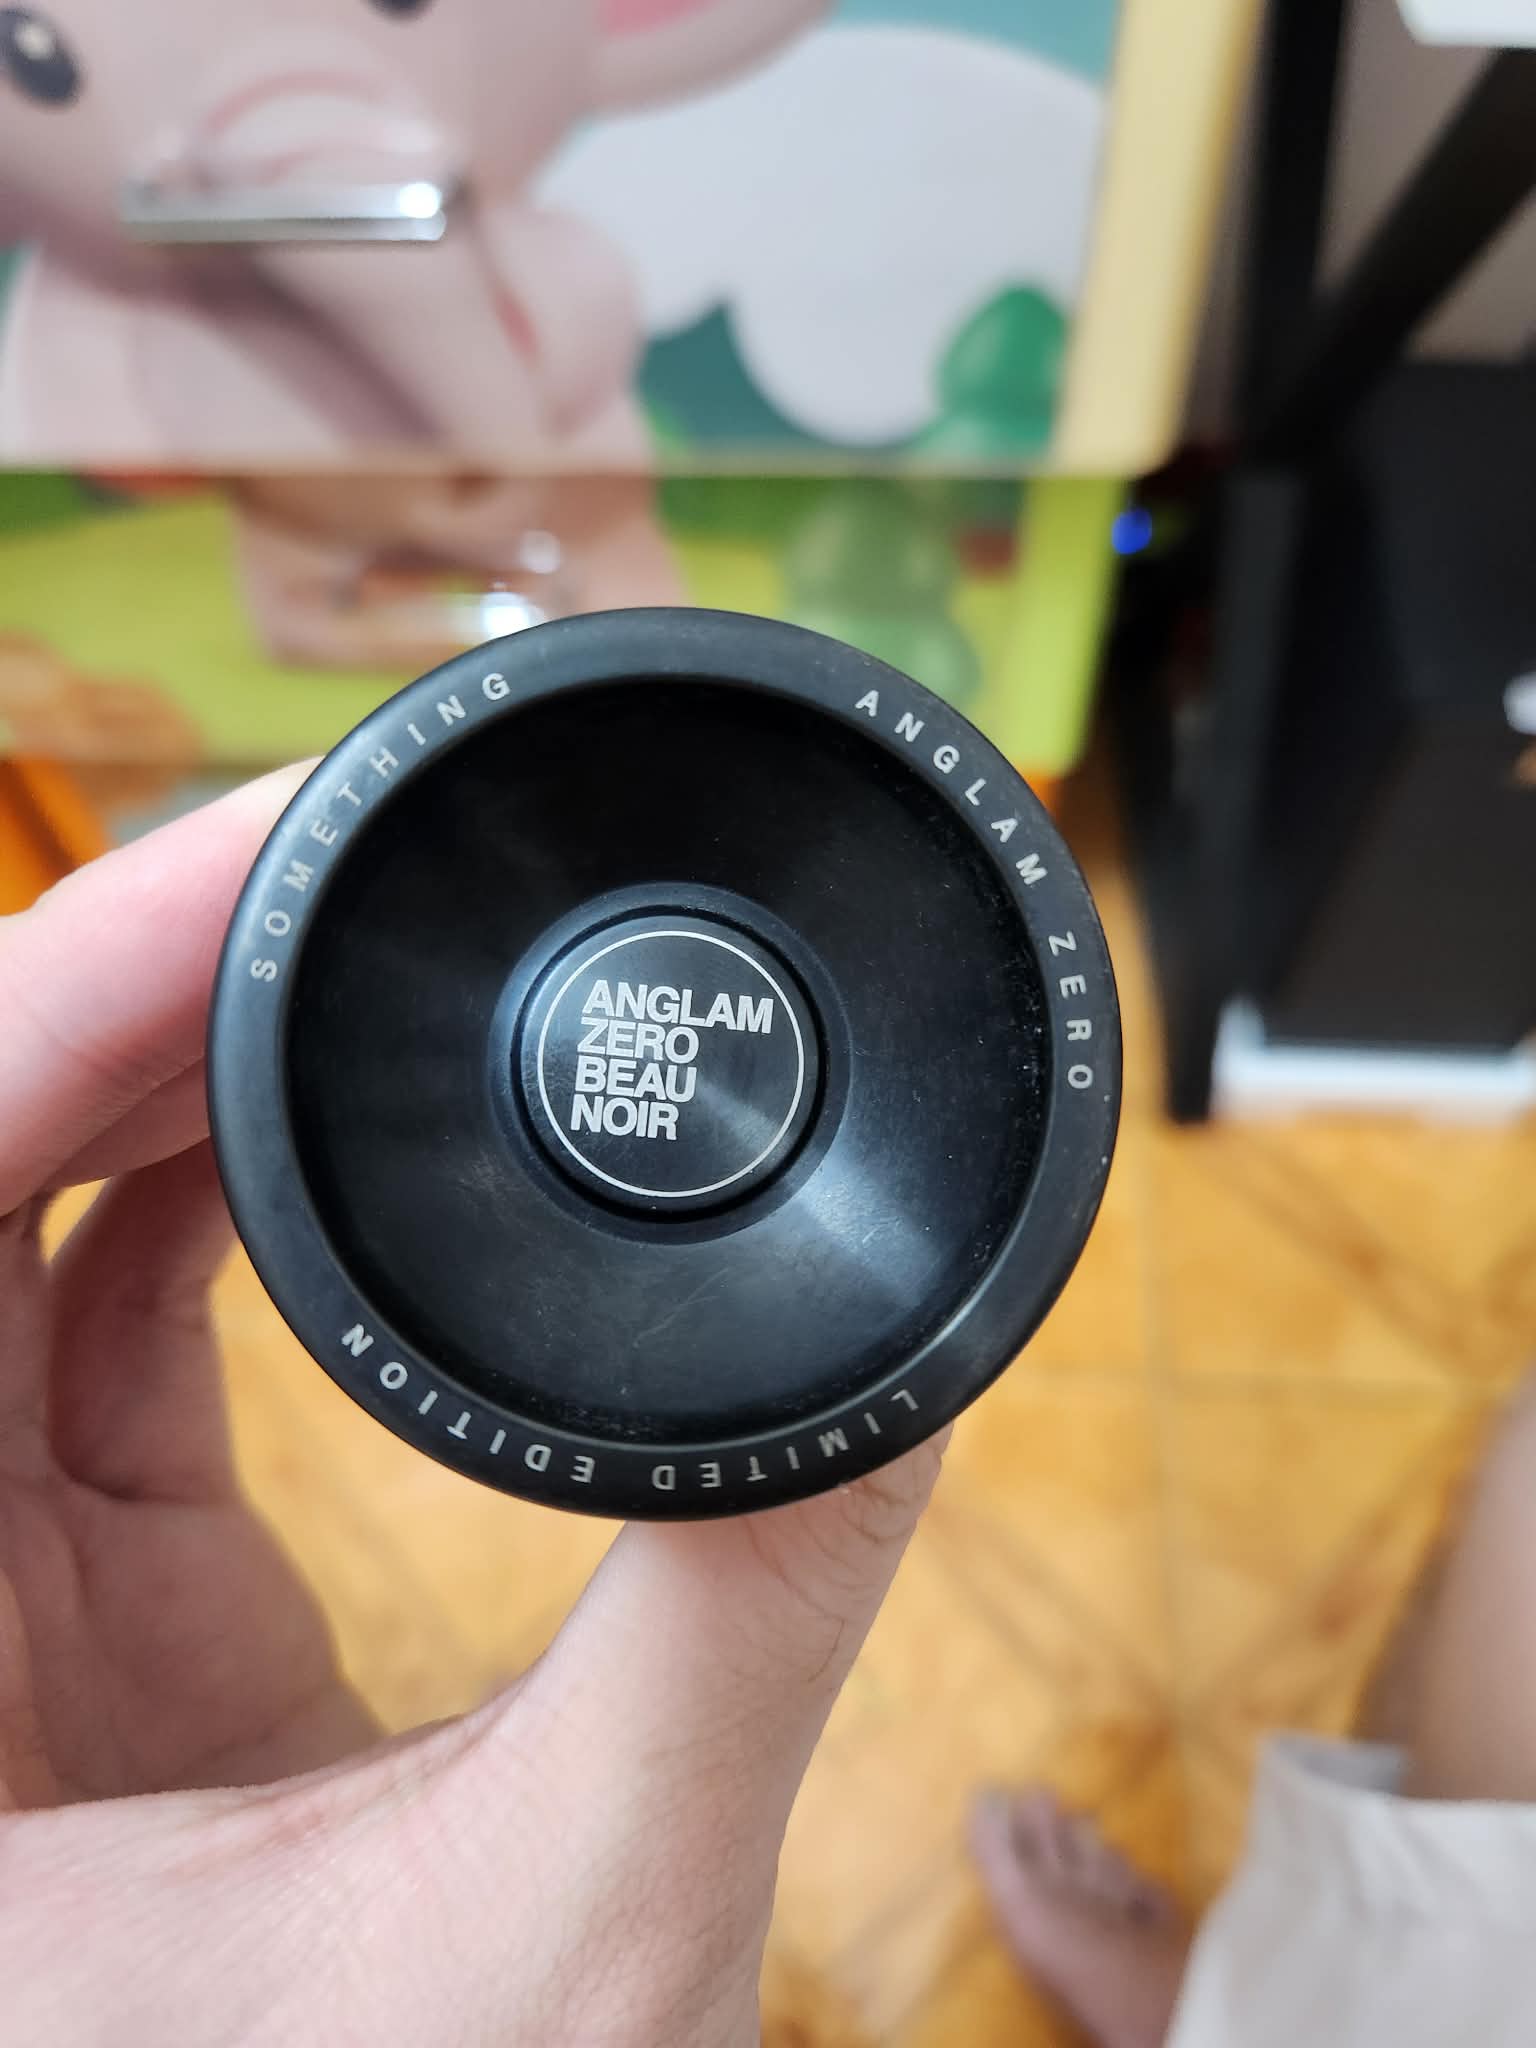 SOMETHING
ANGLAM ZERO
LIMITED EDITION
ANGLAM
ZERO
BEAU
NOIR